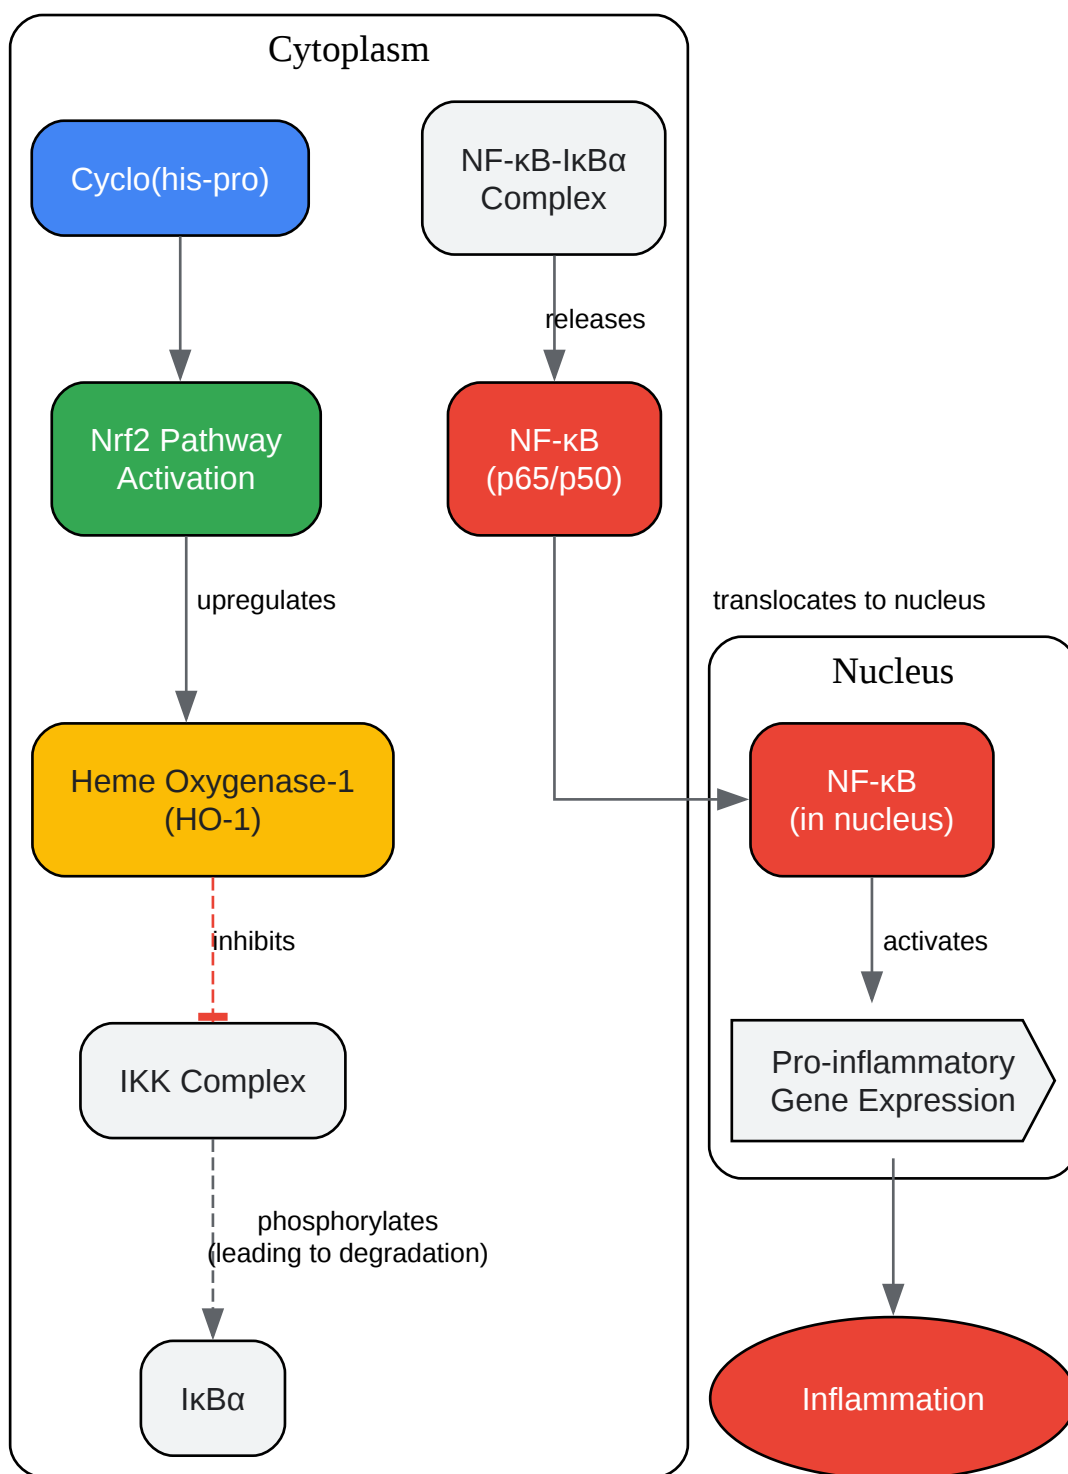 Cytoplasm
Cyclo(his-pro)
NF-κB-IκBα
Complex
releases
Nrf2 Pathway
Activation
NF-κB
(p65/p50)
upregulates
translocates to nucleus
Nucleus
Heme Oxygenase-1
(HO-1)
NF-κB
(in nucleus)
inhibits
activates
IKK Complex
Pro-inflammatory
Gene Expression
phosphorylates
(leading to degradation)
IκBα
Inflammation